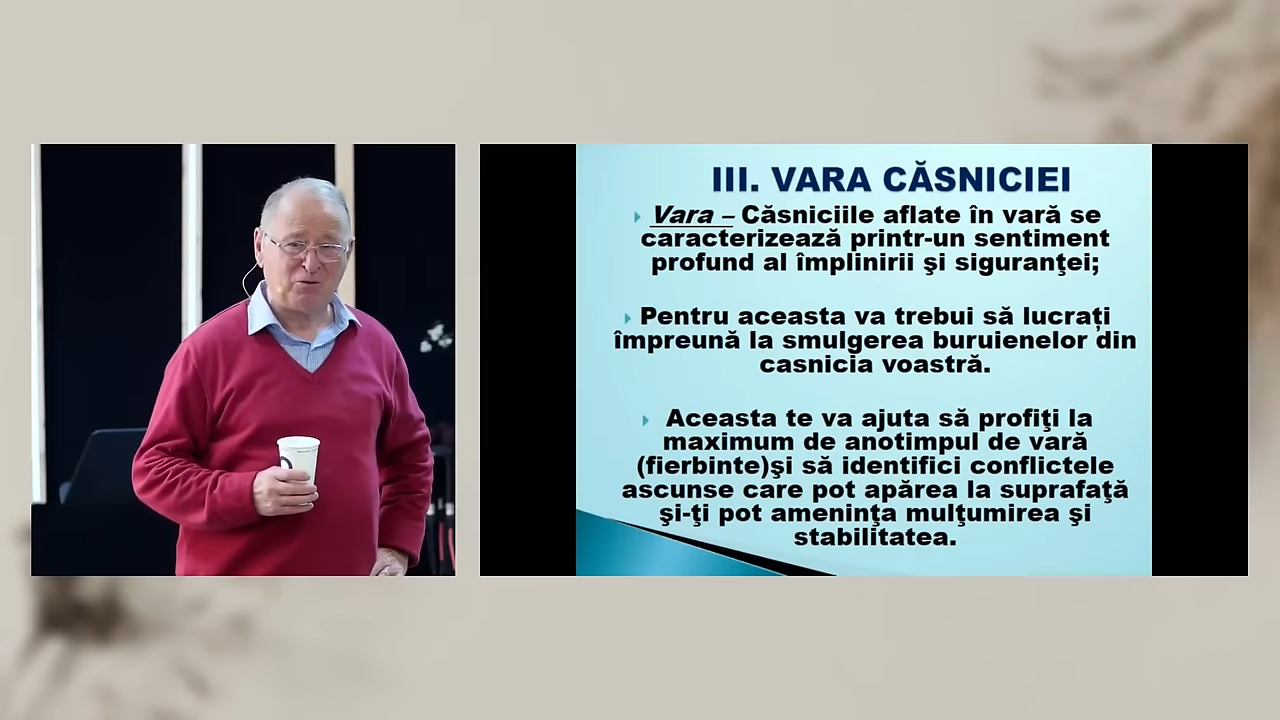 III. VARA CĂSNICIEI
Vara – Căsniciile aflate în vară se
caracterizează printr-un sentiment
profund al împlinirii şi siguranţei;
Pentru aceasta va trebui să lucrați
împreună la smulgerea buruienelor din
casnicia voastră.
Aceasta te va ajuta să profiţi la
maximum de anotimpul de vară
(fierbinte)şi să identifici conflictele
ascunse care pot apărea la suprafaţă
şi-ţi pot ameninţa mulţumirea şi
stabilitatea.